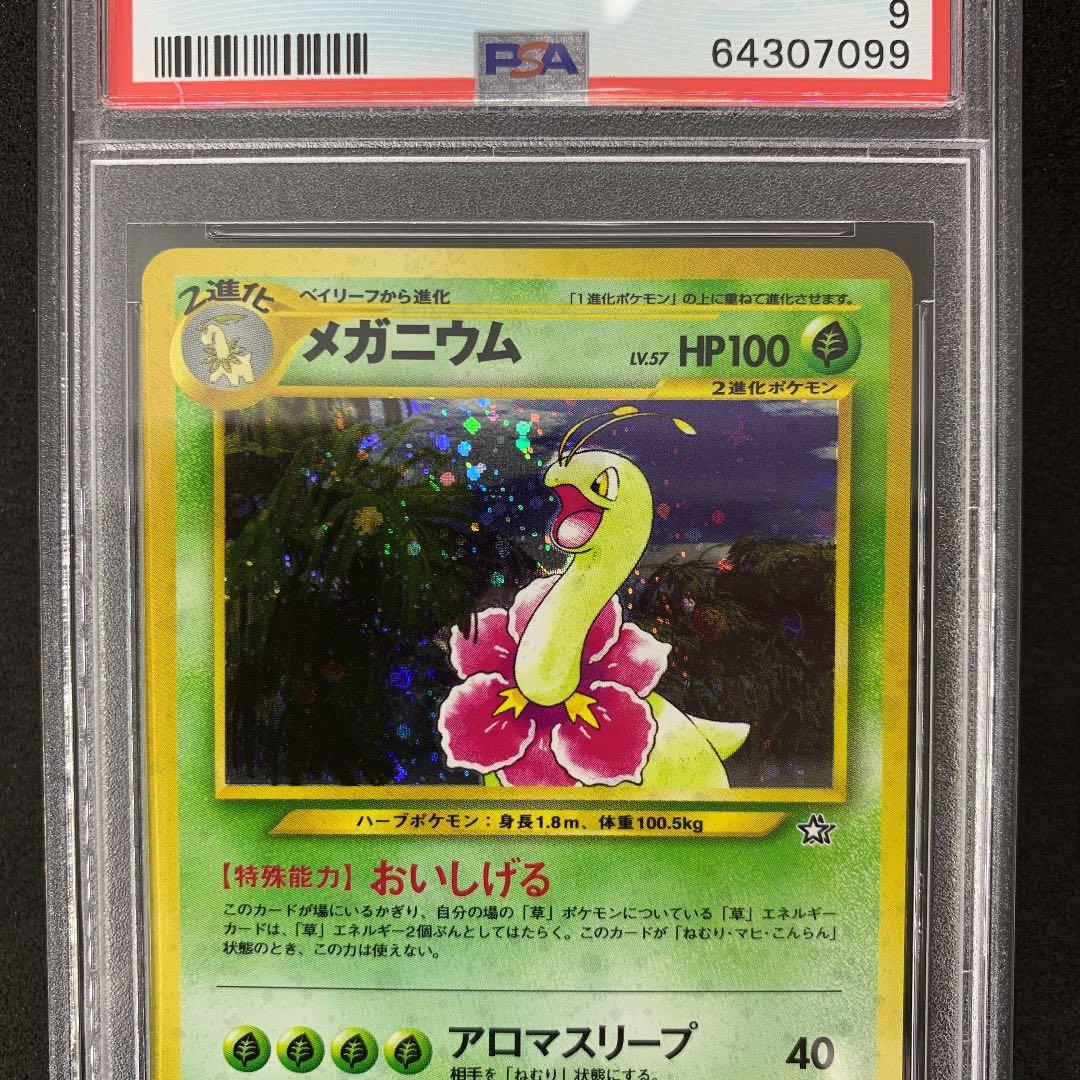 9
PSA
64307099
2進化
ベイリーフから進化
「1進化ポケモン」の上に重ねて進化させます。
メガニウム
LV.57 HP100
2進化ポケモン
ハーブポケモン：身長1.8m、体重100.5kg
【特殊能力】おいしげる
このカードが場にいるかぎり、自分の場の「草」ポケモンについている「草」エネルギー
カードは、「草」エネルギー2個ぶんとしてはたらく。このカードが「ねむり・マヒ・こんらん」
状態のとき、この力は使えない。
アロマスリープ 40
相手を「ねむり」状態にする。